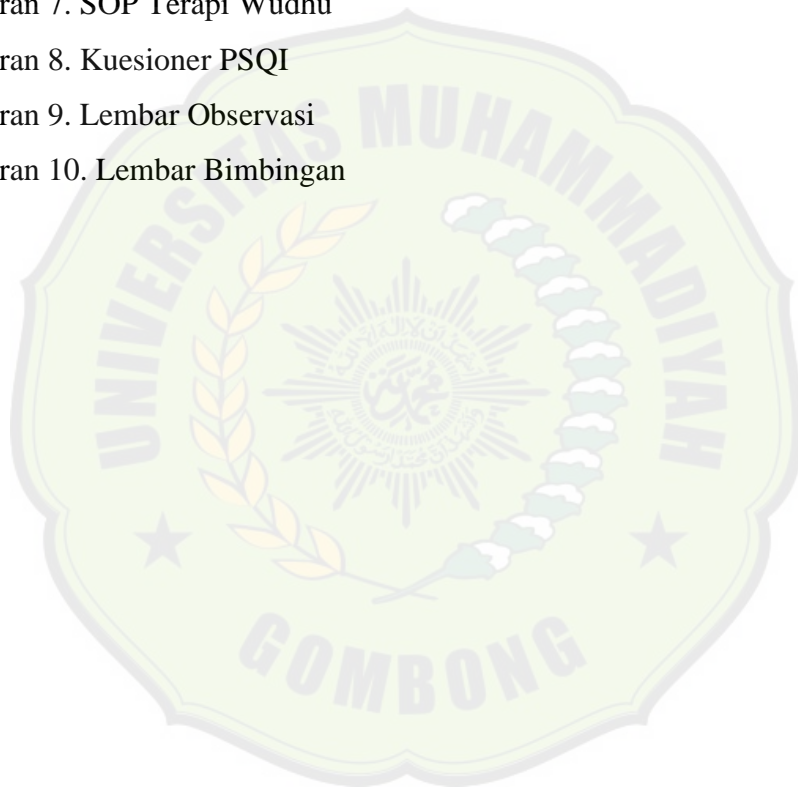 ran 7. SOP Terapi Wudhu
ran 8. Kuesioner PSQI
ran 9. Lembar Observasi
ran 10. Lembar Bimbingan
UNIVERSITAS MUHAMMADIYAH
GOMBONG